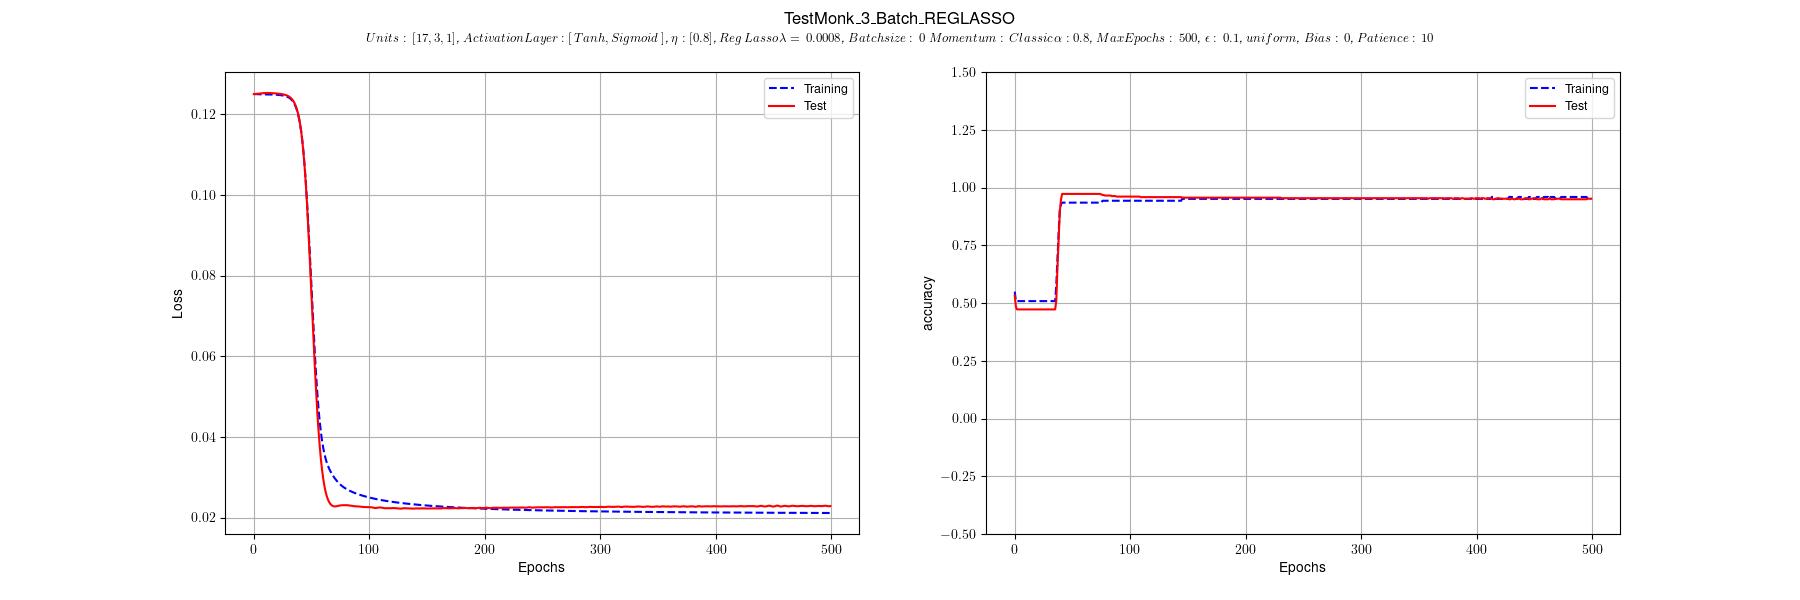 TestMonk_3_Batch_REGLASSO
Units : [17, 3, 1], ActivationLayer : [Tanh, Sigmoid ], η : [0.8], Reg Lassoλ = 0.0008, Batchsize : 0 Momentum : Classicα : 0.8, MaxEpochs : 500, ϵ : 0.1, uniform, Bias : 0, Patience : 10
Training
Test
0.12
0.10
0.08
0.06
0.04
0.02
Loss
0 100 200 300 400 500
Epochs
Training
Test
1.50
1.25
1.00
0.75
0.50
0.25
0.00
−0.25
−0.50
accuracy
0 100 200 300 400 500
Epochs